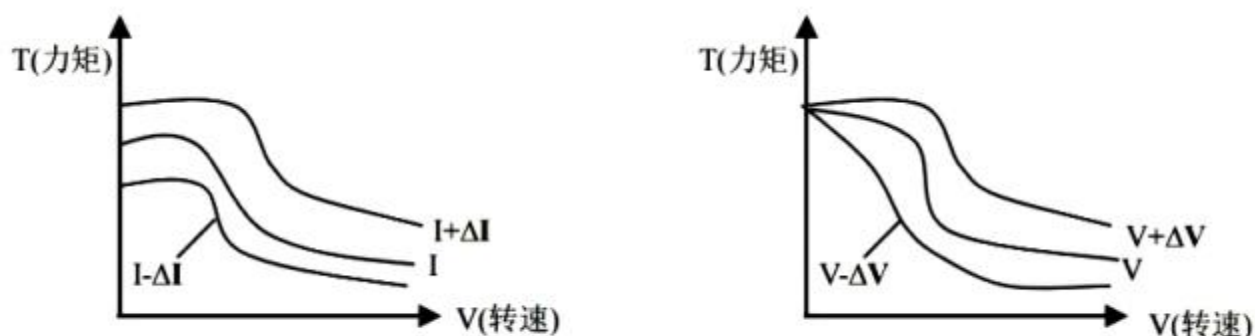 T(力矩)
I+ΔI
I
I-ΔI
V(转速)
T(力矩)
V+ΔV
V
V-ΔV
V(转速)